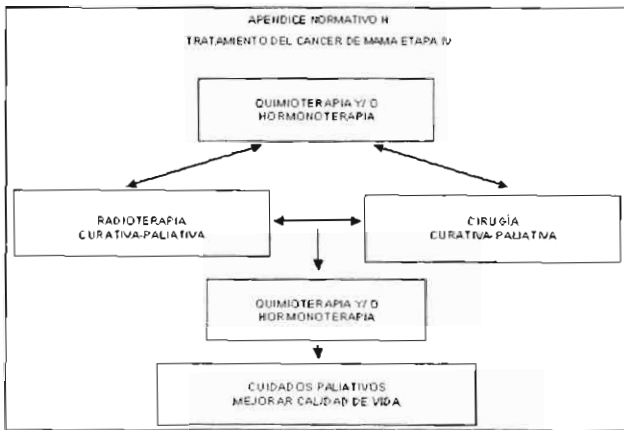 APENDICE NORMATIVO H
TRATAMIENTO DEL CANCER DE MAMA ETAPA IV
QUIMIOTERAPIA Y/ O
HORMONOTERAPIA
RADIOTERAPIA
CURATIVA-PALIATIVA
CIRUGÍA
CURATIVA-PALIATIVA
QUIMIOTERAPIA Y/ O
HORMONOTERAPIA
CUIDADOS PALIATIVOS
MEJORAR CALIDAD DE VIDA